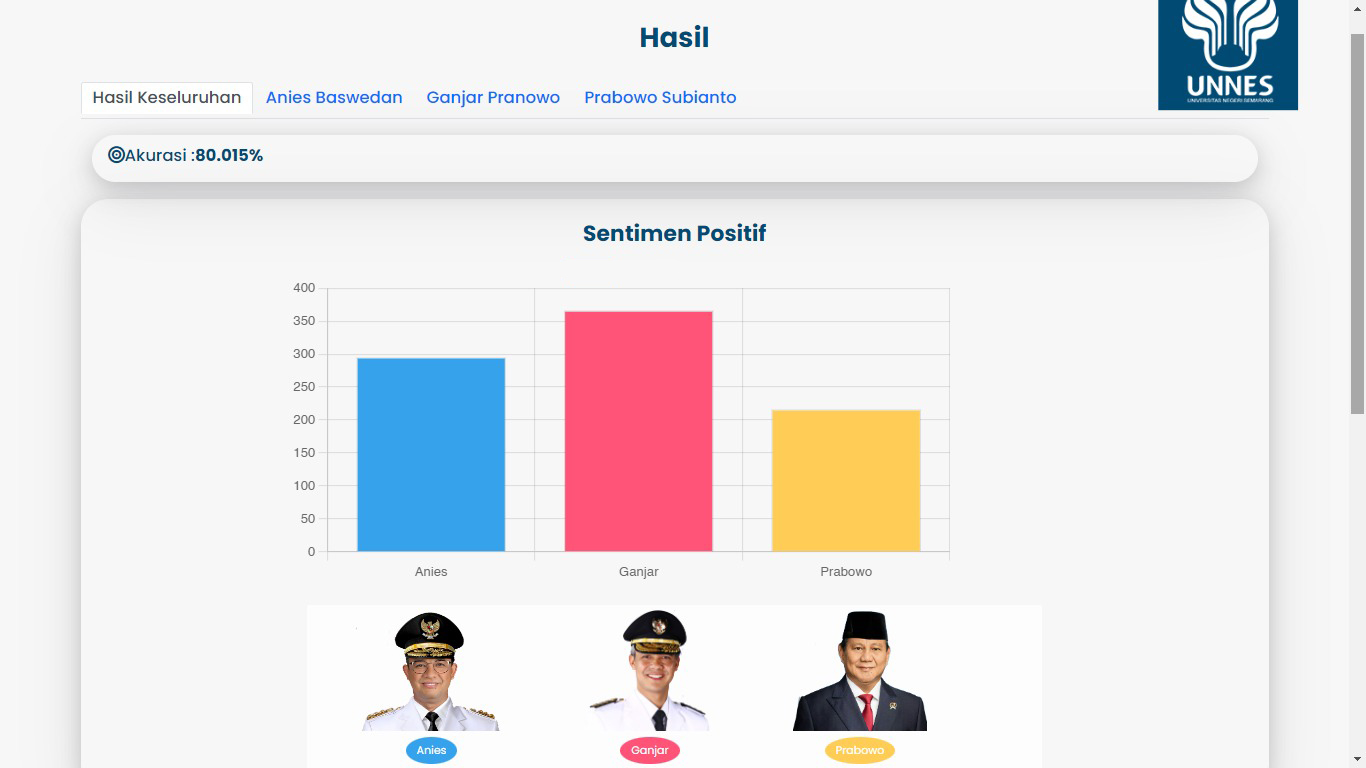 Hasil
UNNES
UNIVERSITAS NEGERI SEMARANG
Hasil Keseluruhan Anies Baswedan Ganjar Pranowo Prabowo Subianto
Akurasi :80.015%
Sentimen Positif
400
350
300
250
200
150
100
50
0
Anies Ganjar Prabowo
Anies Ganjar Prabowo